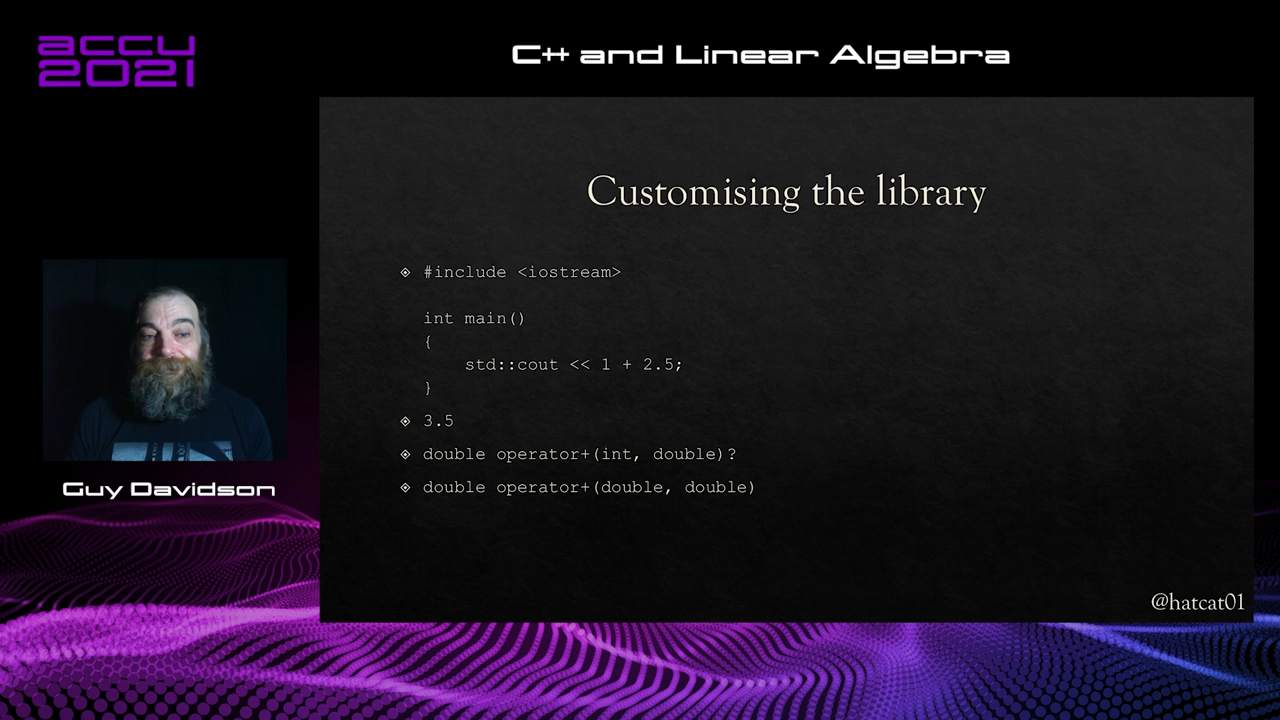 accu
2021
C++ and Linear Algebra
Customising the library
#include <iostream>
int main()
{
std::cout << 1 + 2.5;
}
3.5
double operator+(int, double)?
double operator+(double, double)
Guy Davidson
@hatcat01